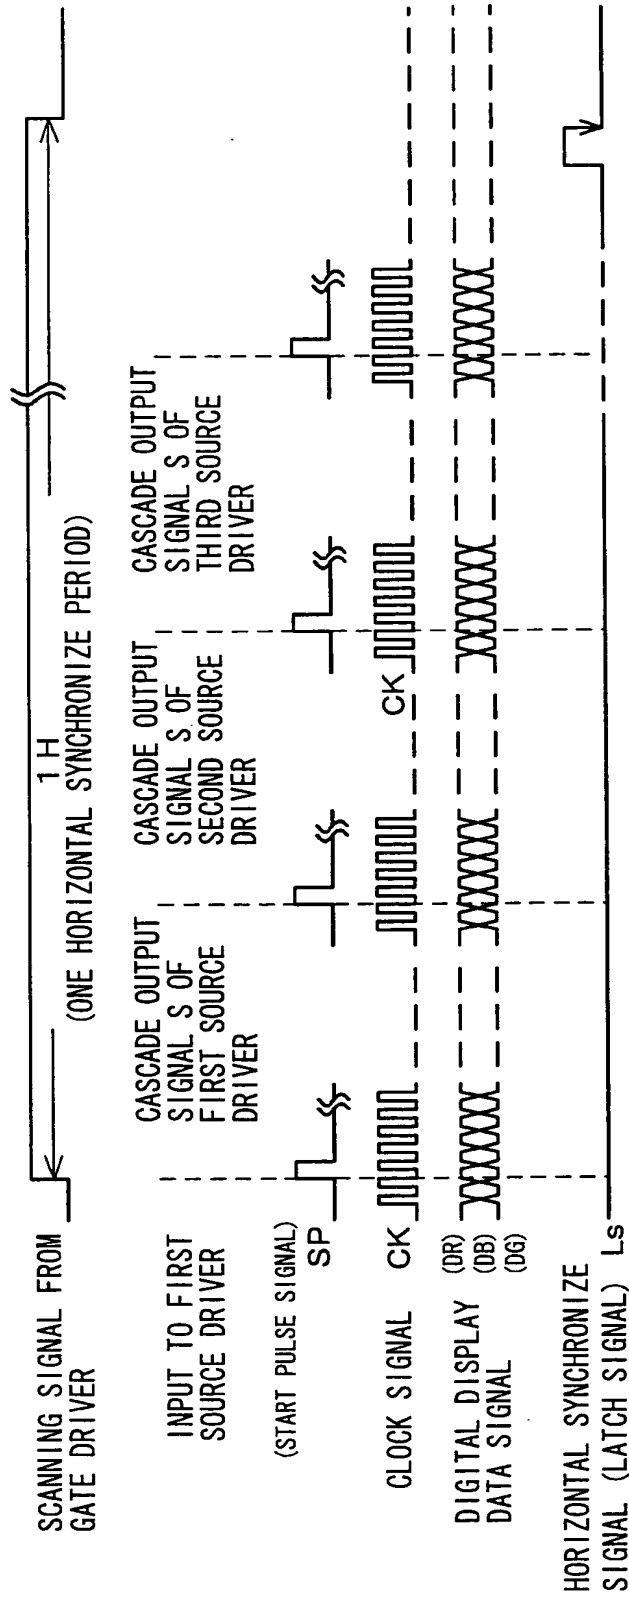 SCANNING SIGNAL FROM
GATE DRIVER
1H
(ONE HORIZONTAL SYNCHRONIZE PERIOD)
INPUT TO FIRST
SOURCE DRIVER
CASCADE OUTPUT
SIGNAL S OF
FIRST SOURCE
DRIVER
CASCADE OUTPUT
SIGNAL S OF
SECOND SOURCE
DRIVER
CASCADE OUTPUT
SIGNAL S OF
THIRD SOURCE
DRIVER
(START PULSE SIGNAL)
SP
CLOCK SIGNAL CK
CK
DIGITAL DISPLAY
DATA SIGNAL
(DR)
(DB)
(DG)
HORIZONTAL SYNCHRONIZE
SIGNAL (LATCH SIGNAL) Ls